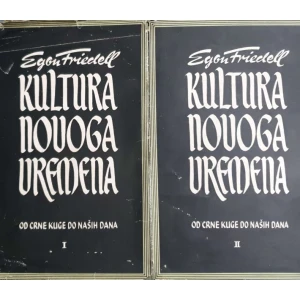 Egon Friedell
KULTURA
NOVOGA
VREMENA
OD CRNE KUGE DO NAŠIH DANA
I
Egon Friedell
KULTURA
NOVOGA
VREMENA
OD CRNE KUGE DO NAŠIH DANA
II